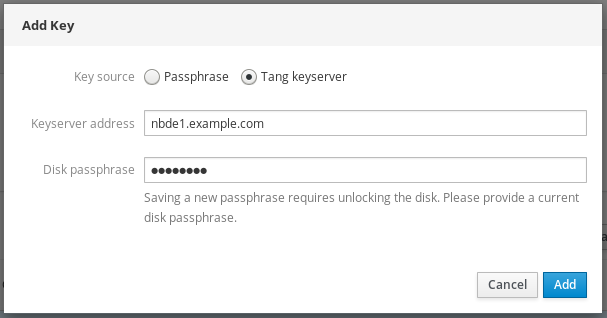 Add Key
Key source Passphrase Tang keyserver
Keyserver address nbde1.example.com
Disk passphrase ••••••••
Saving a new passphrase requires unlocking the disk. Please provide a current
disk passphrase.
Cancel Add